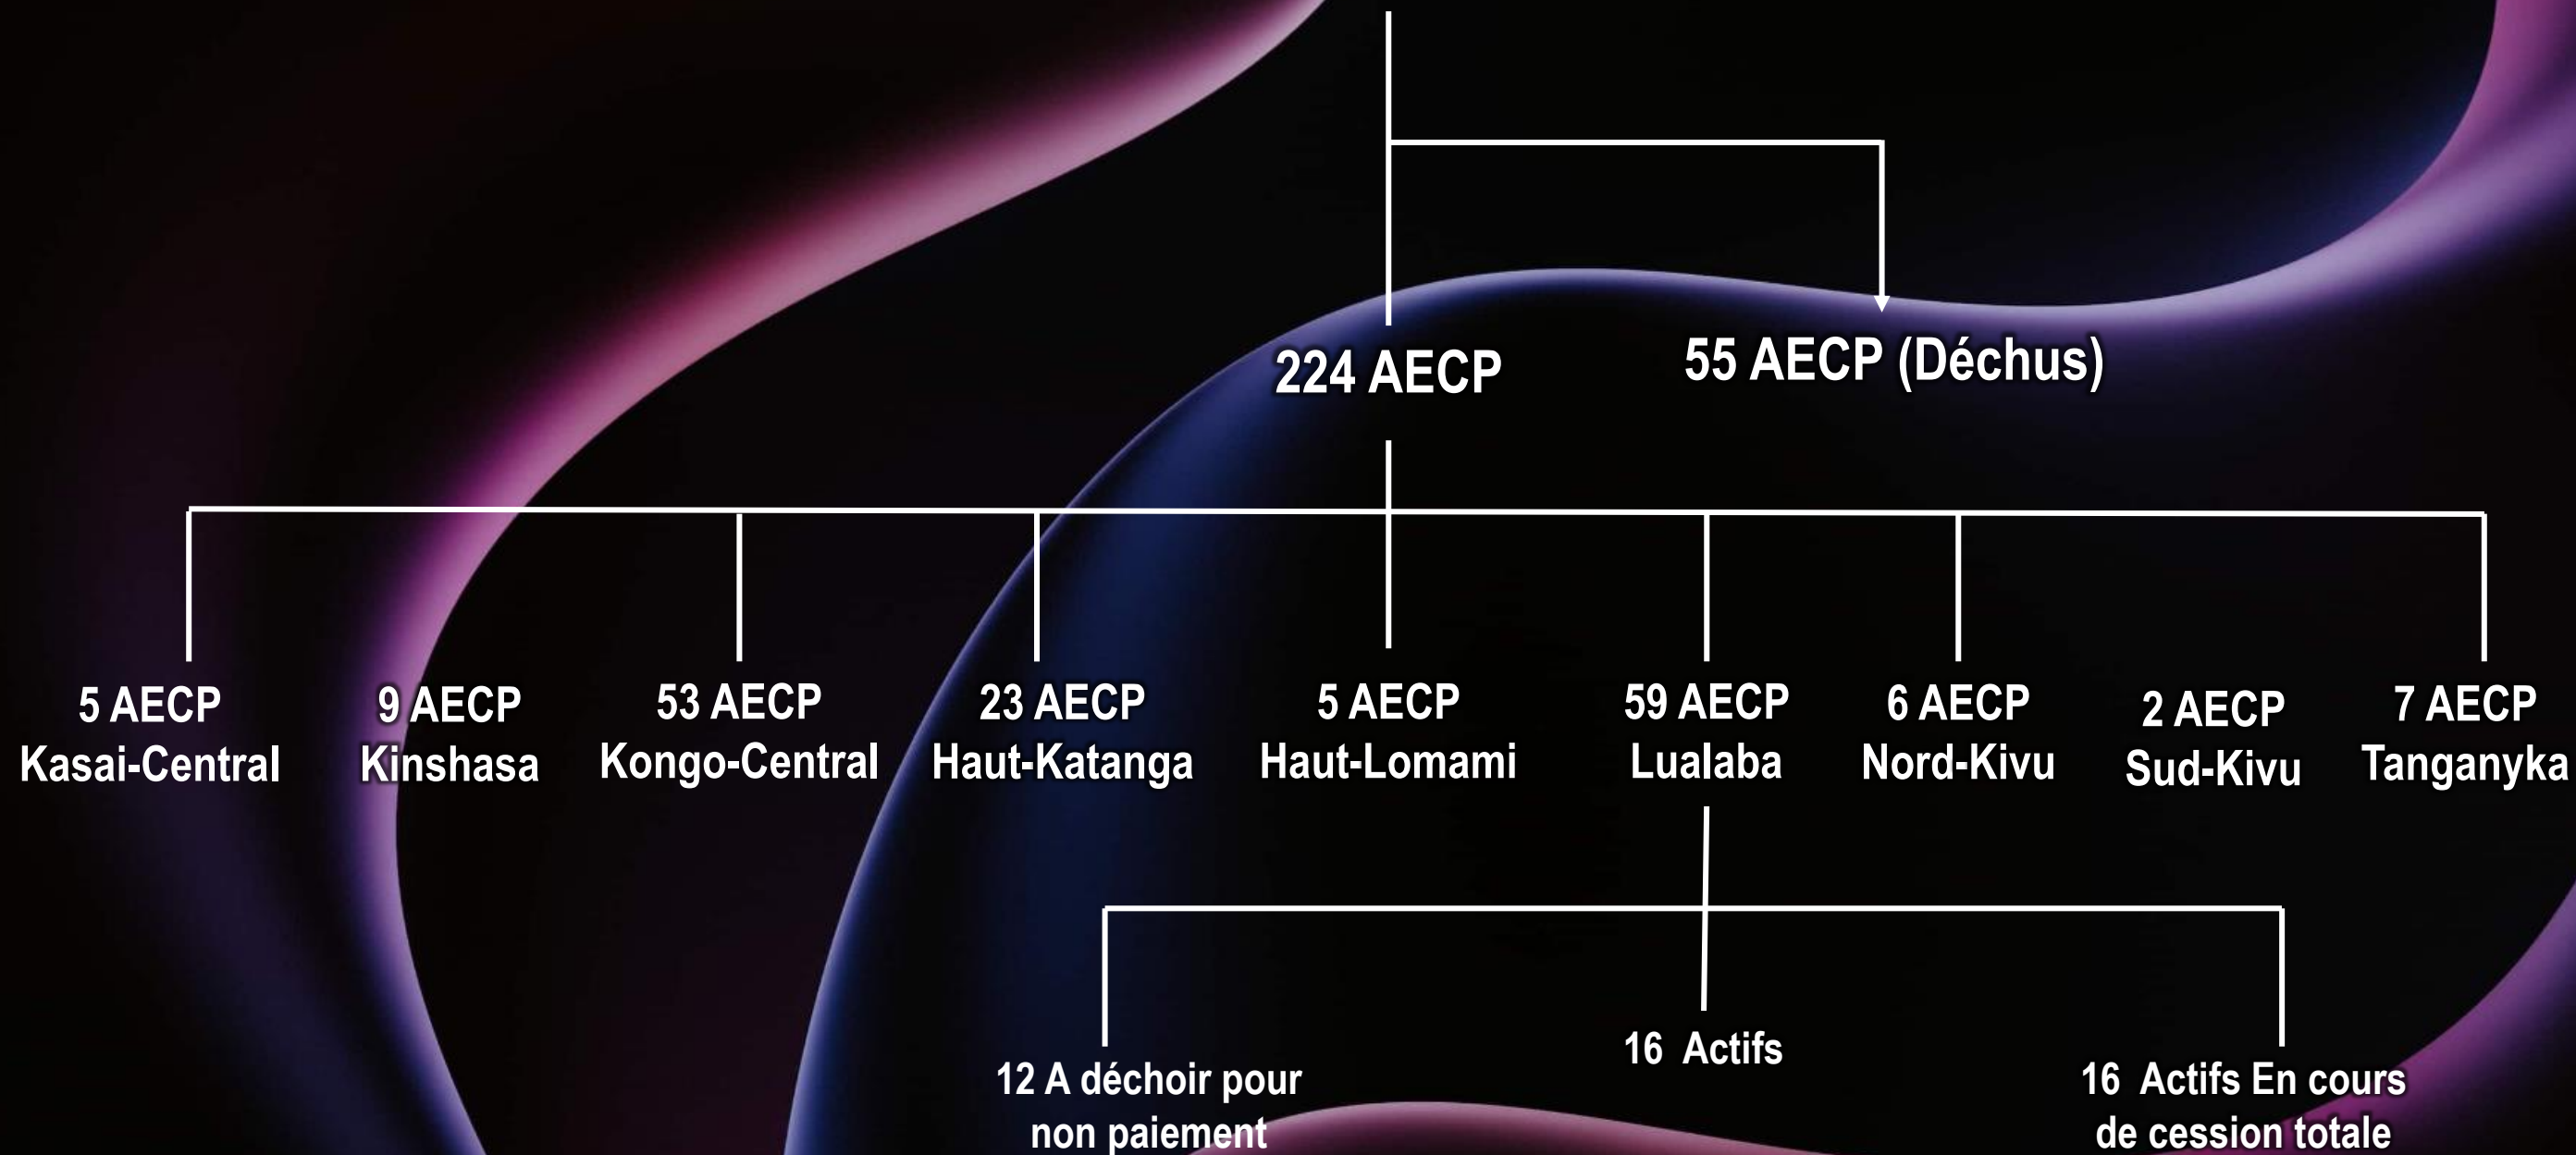 224 AECP
55 AECP (Déchus)
5 AECP
Kasai-Central
9 AECP
Kinshasa
53 AECP
Kongo-Central
23 AECP
Haut-Katanga
5 AECP
Haut-Lomami
59 AECP
Lualaba
6 AECP
Nord-Kivu
2 AECP
Sud-Kivu
7 AECP
Tanganyka
12 A déchoir pour
non paiement
16 Actifs
16 Actifs En cours
de cession totale